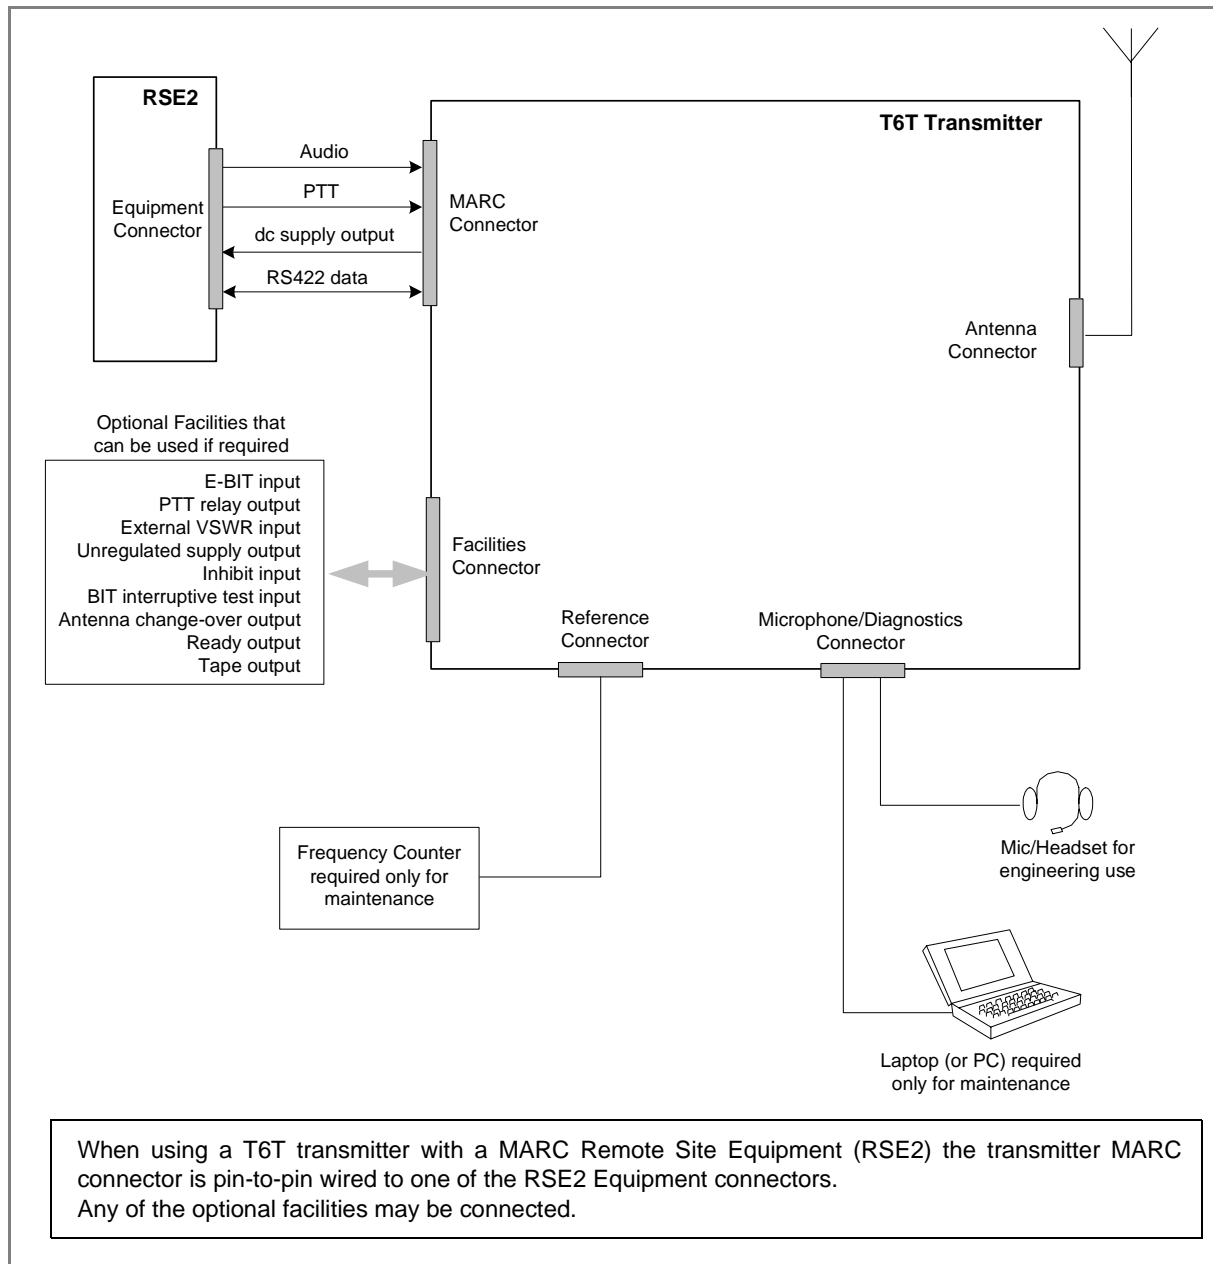 RSE2
T6T Transmitter
Audio
PTT
dc supply output
RS422 data
Equipment
Connector
MARC
Connector
Antenna
Connector
Optional Facilities that
can be used if required
E-BIT input
PTT relay output
External VSWR input
Unregulated supply output
Inhibit input
BIT interruptive test input
Antenna change-over output
Ready output
Tape output
Facilities
Connector
Reference
Connector
Microphone/Diagnostics
Connector
Frequency Counter
required only for
maintenance
Mic/Headset for
engineering use
Laptop (or PC) required
only for maintenance
When using a T6T transmitter with a MARC Remote Site Equipment (RSE2) the transmitter MARC
connector is pin-to-pin wired to one of the RSE2 Equipment connectors.
Any of the optional facilities may be connected.